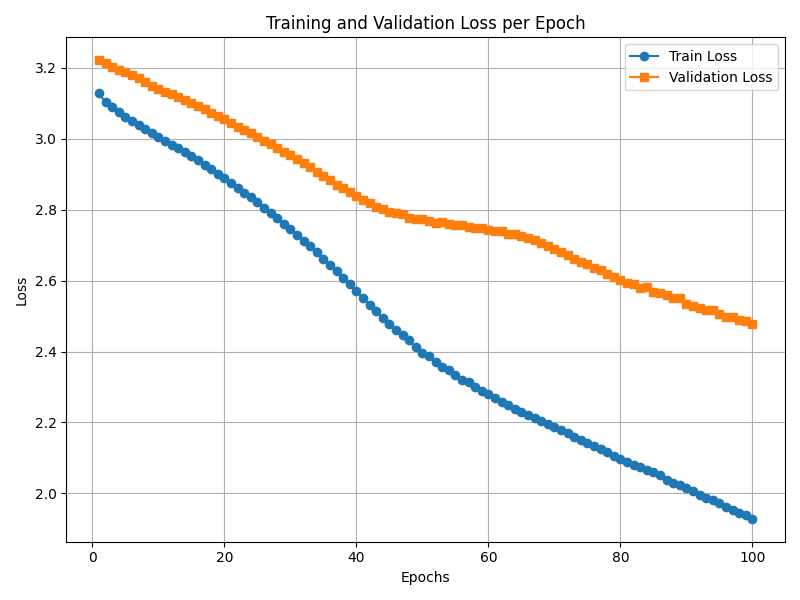 Training and Validation Loss per Epoch
Train Loss
Validation Loss
3.2
3.0
2.8
2.6
2.4
2.2
2.0
Loss
0 20 40 60 80 100
Epochs